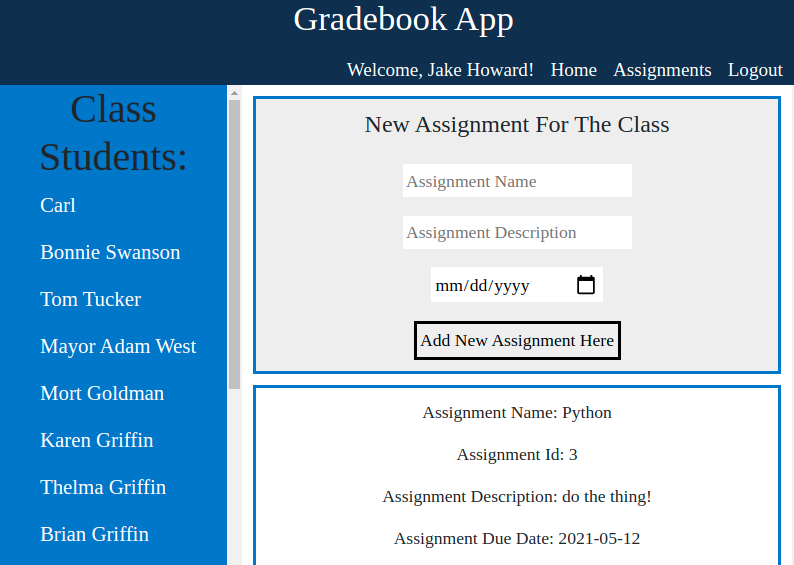 Gradebook App
Welcome, Jake Howard! Home Assignments Logout
Class
Students:
Carl
Bonnie Swanson
Tom Tucker
Mayor Adam West
Mort Goldman
Karen Griffin
Thelma Griffin
Brian Griffin
New Assignment For The Class
Assignment Name
Assignment Description
mm/dd/yyyy
Add New Assignment Here
Assignment Name: Python
Assignment Id: 3
Assignment Description: do the thing!
Assignment Due Date: 2021-05-12